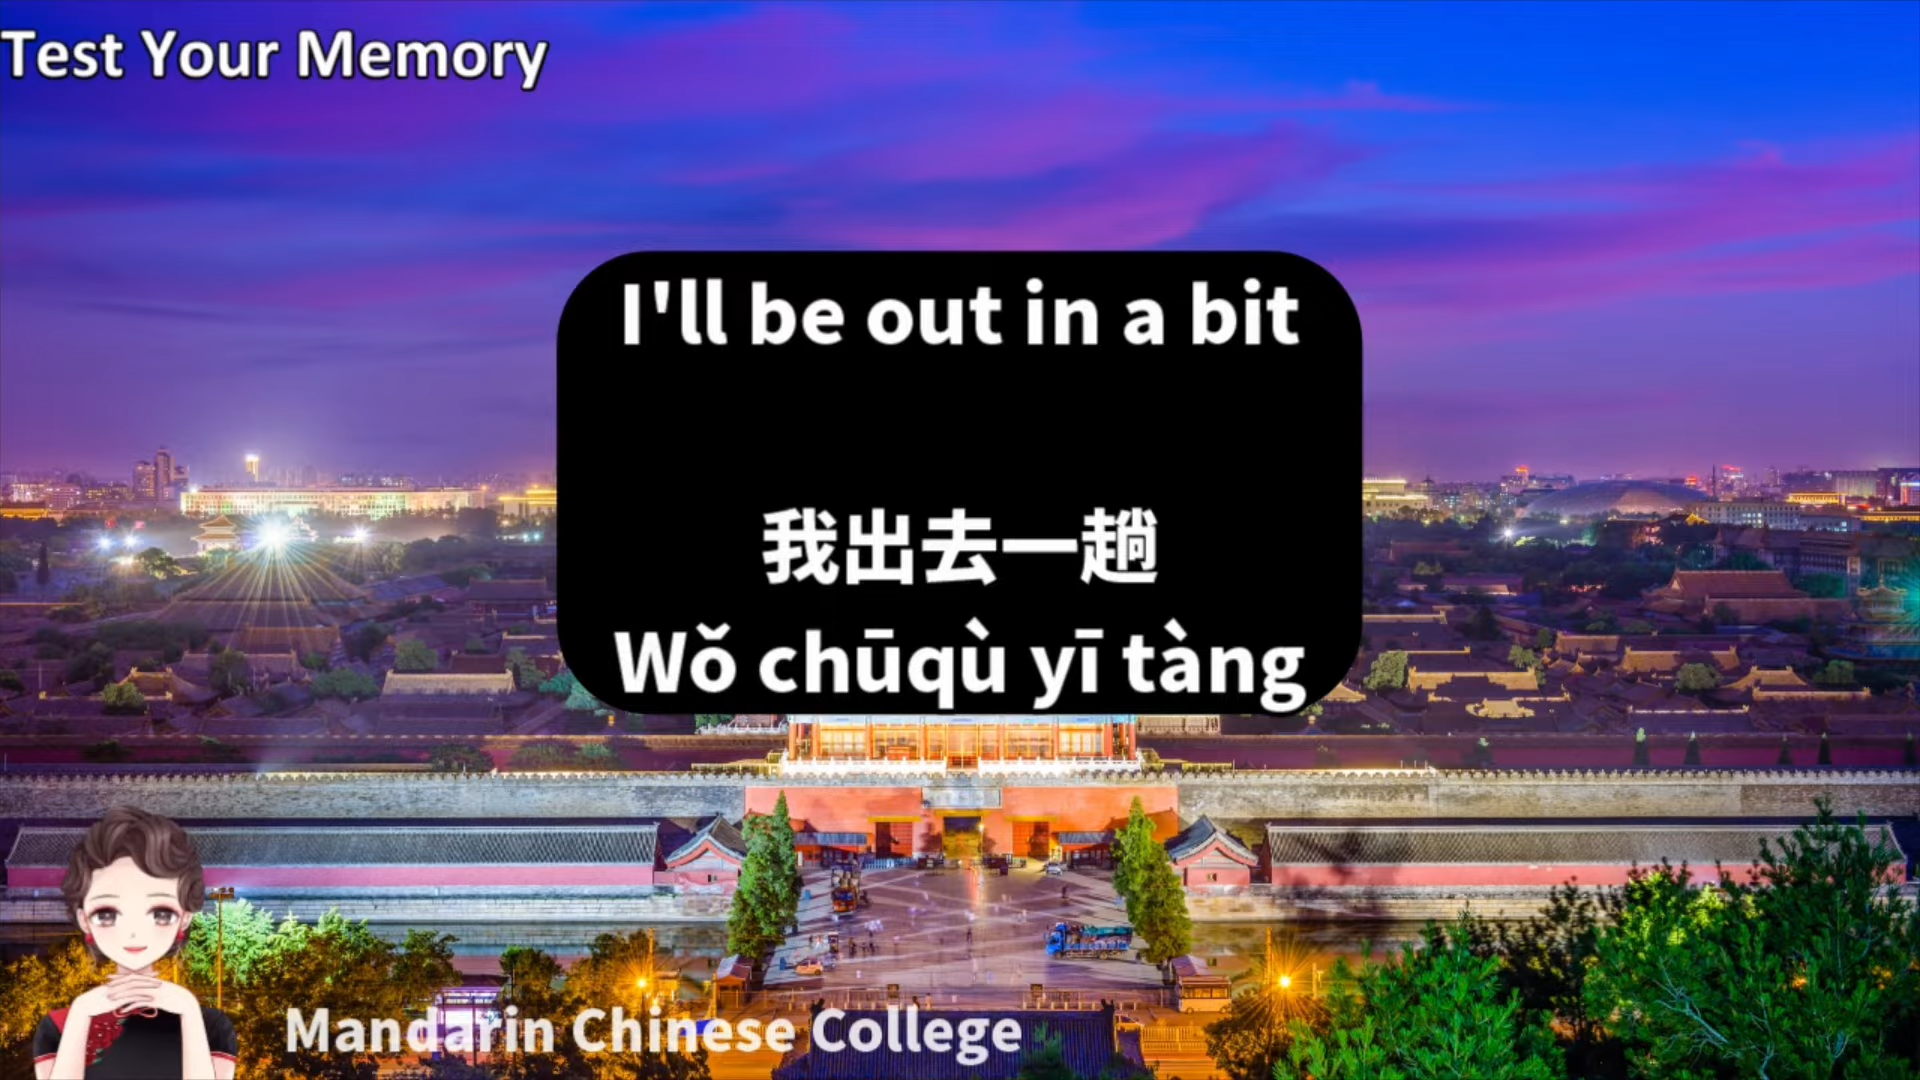 Test Your Memory
I'll be out in a bit
我出去一趟
Wǒ chūqù yī tàng
Mandarin Chinese College